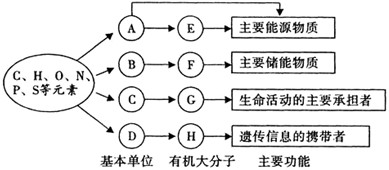 A E 主要能源物质
B F 主要储能物质
C、H、O、N、
P、S等元素
C G 生命活动的主要承担者
D H 遗传信息的携带者
基本单位 有机大分子 主要功能